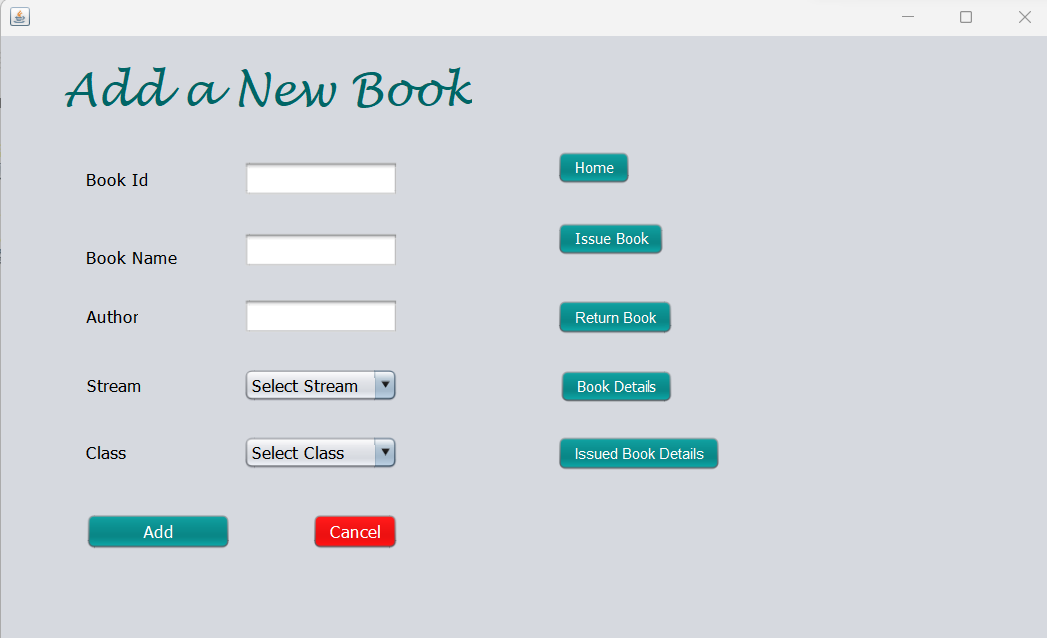 Add a New Book
Book Id
Home
Issue Book
Book Name
Author
Return Book
Stream
Select Stream
Book Details
Class
Select Class
Issued Book Details
Add
Cancel